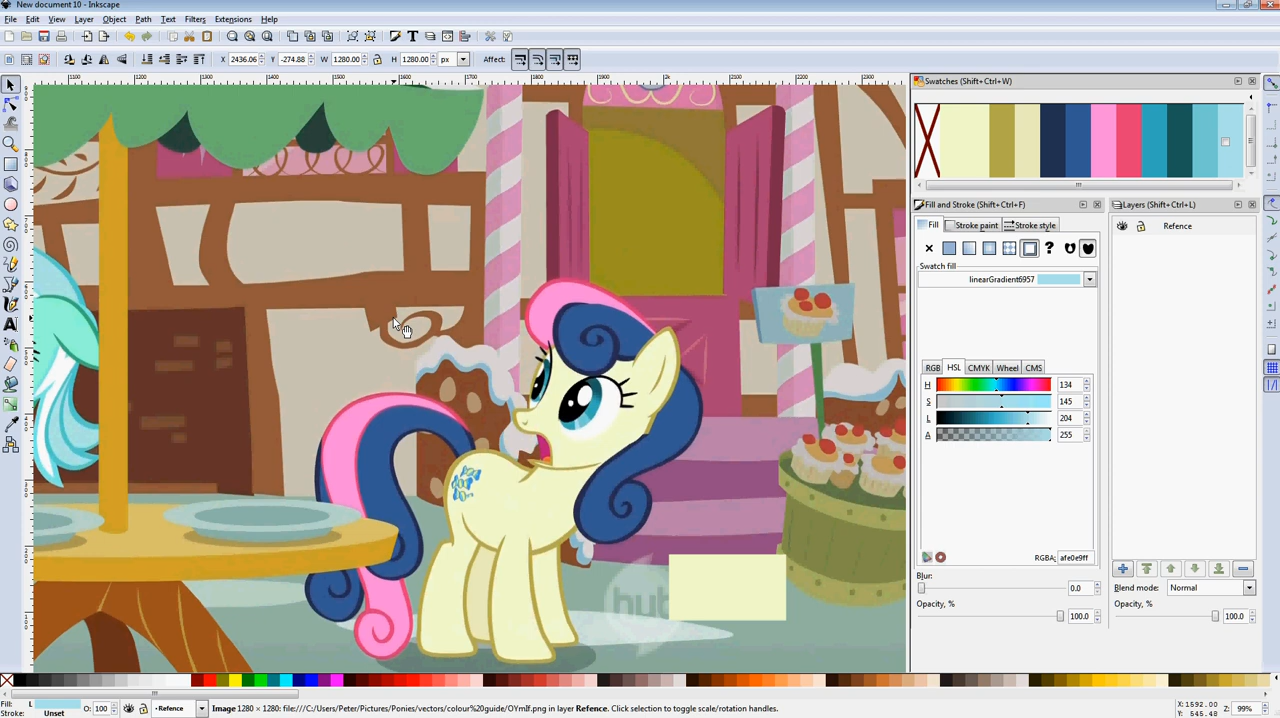 New document 10 - Inkscape
File Edit View Layer Object Path Text Filters Extensions Help
X 2436.06 Y -274.88 W 1280.00 H 1280.00 px Affect:
Swatches (Shift+Ctrl+W)
Fill and Stroke (Shift+Ctrl+F)
Layers (Shift+Ctrl+L)
Fill Stroke paint Stroke style
Refence
Swatch fill
linearGradient6957
RGB HSL CMYK Wheel CMS
H 134
S 145
L 204
A 255
RGBA: afe0e9ff
Blur:
0.0
Opacity, %
100.0
Blend mode: Normal
Opacity, %
100.0
hub
Fill:
Stroke: Unset
O: 100
Refence
Image 1280 × 1280: file:///C:/Users/Peter/Pictures/Ponies/vectors/colour%20guide/OYmIf.png in layer Refence. Click selection to toggle scale/rotation handles.
X: 1592.00
Y: 545.48
Z: 99%